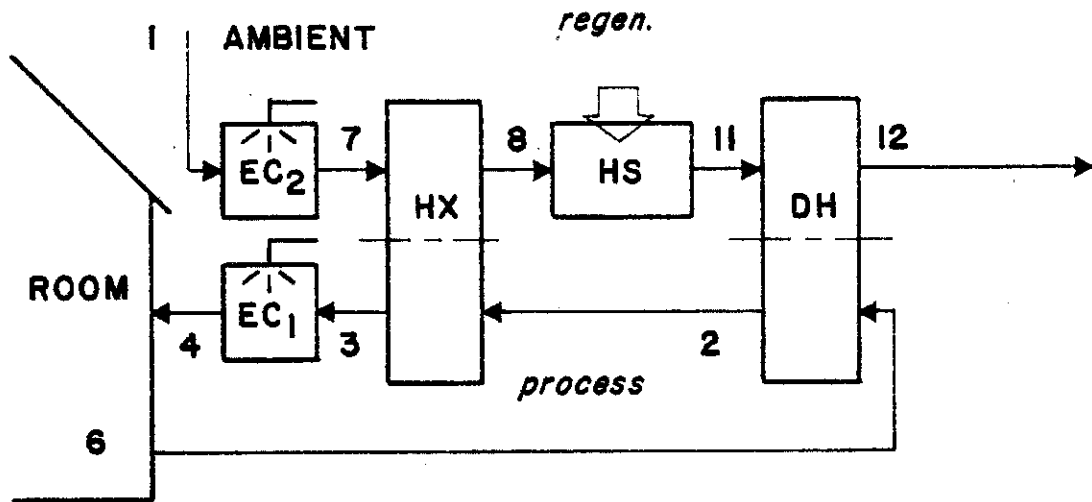 regen.
1 AMBIENT
EC2 7 HX 8 HS 11 DH 12
ROOM
4 EC1 3 2
process
6